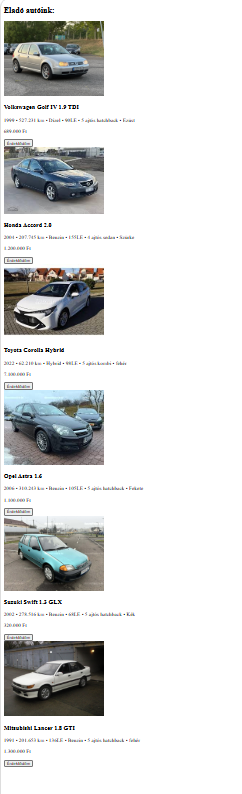 Eladó autóink:
Volkswagen Golf IV 1.9 TDI
1999 • 527.231 km • Dízel • 90LE • 5 ajtós hatchback • Ezüst
689.000 Ft
Érdeklődöm
Honda Accord 2.0
2004 • 207.745 km • Benzin • 155LE • 4 ajtós sedan • Szürke
1.200.000 Ft
Érdeklődöm
Toyota Corolla Hybrid
2022 • 62.210 km • Hybrid • 98LE • 5 ajtós kombi • fehér
7.100.000 Ft
Érdeklődöm
Opel Astra 1.6
2006 • 310.243 km • Benzin • 105LE • 5 ajtós hatchback • Fekete
1.100.000 Ft
Érdeklődöm
Suzuki Swift 1.3 GLX
2002 • 278.516 km • Benzin • 68LE • 5 ajtós hatchback • Kék
320.000 Ft
Érdeklődöm
Mitsubishi Lancer 1.8 GTI
1993 • 201.653 km • 136LE • Benzin • 5 ajtós hatchback • fehér
1.300.000 Ft
Érdeklődöm